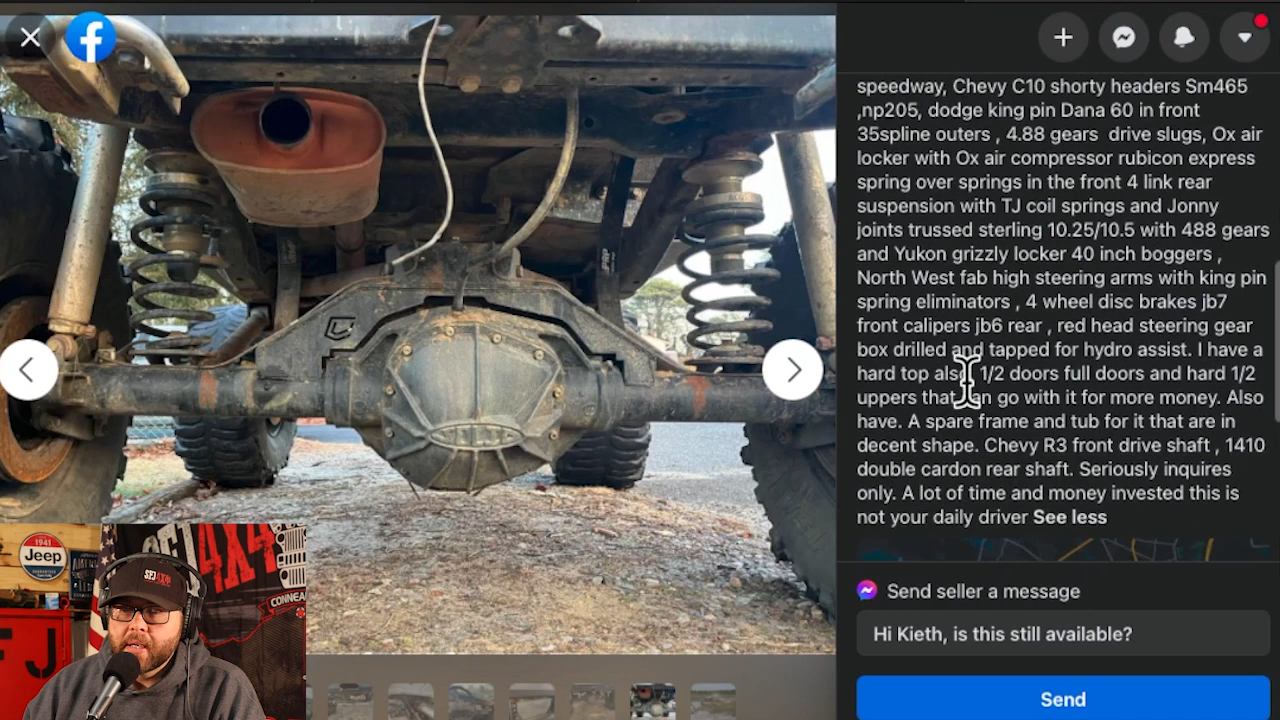 speedway, Chevy C10 shorty headers Sm465
,np205, dodge king pin Dana 60 in front
35spline outers , 4.88 gears drive slugs, Ox air
locker with Ox air compressor rubicon express
spring over springs in the front 4 link rear
suspension with TJ coil springs and Jonny
joints trussed sterling 10.25/10.5 with 488 gears
and Yukon grizzly locker 40 inch boggers ,
North West fab high steering arms with king pin
spring eliminators , 4 wheel disc brakes jb7
front calipers jb6 rear , red head steering gear
box drilled and tapped for hydro assist. I have a
hard top also 1/2 doors full doors and hard 1/2
uppers that can go with it for more money. Also
have. A spare frame and tub for it that are in
decent shape. Chevy R3 front drive shaft , 1410
double cardon rear shaft. Seriously inquires
only. A lot of time and money invested this is
not your daily driver See less
Send seller a message
Hi Kieth, is this still available?
Send
1941
Jeep
SFJ4X4
CONNEA
FJ